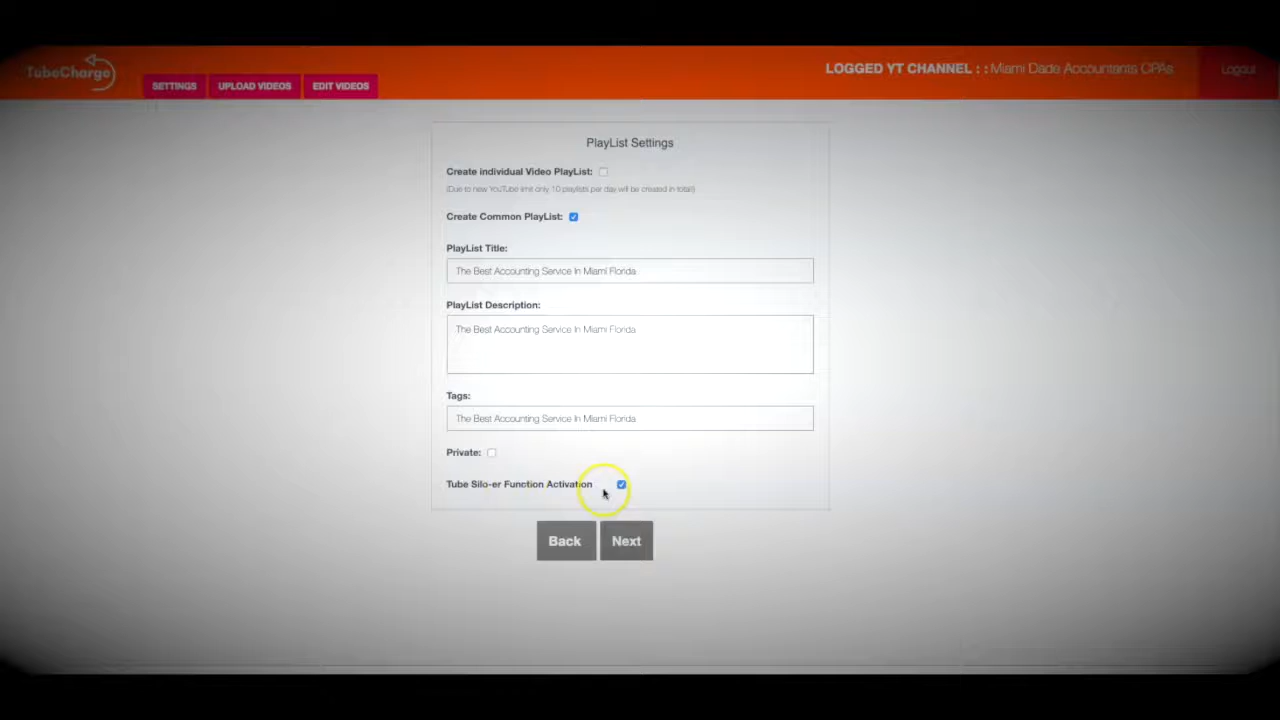 TubeCharge
SETTINGS UPLOAD VIDEOS EDIT VIDEOS
LOGGED YT CHANNEL : : Miami Dade Accountants CPAs
Logout
PlayList Settings
Create individual Video PlayList:
(Due to new YouTube limit only 10 playlists per day will be created in total!)
Create Common PlayList:
PlayList Title:
The Best Accounting Service In Miami Florida
PlayList Description:
The Best Accounting Service In Miami Florida
Tags:
The Best Accounting Service In Miami Florida
Private:
Tube Silo-er Function Activation
Back Next